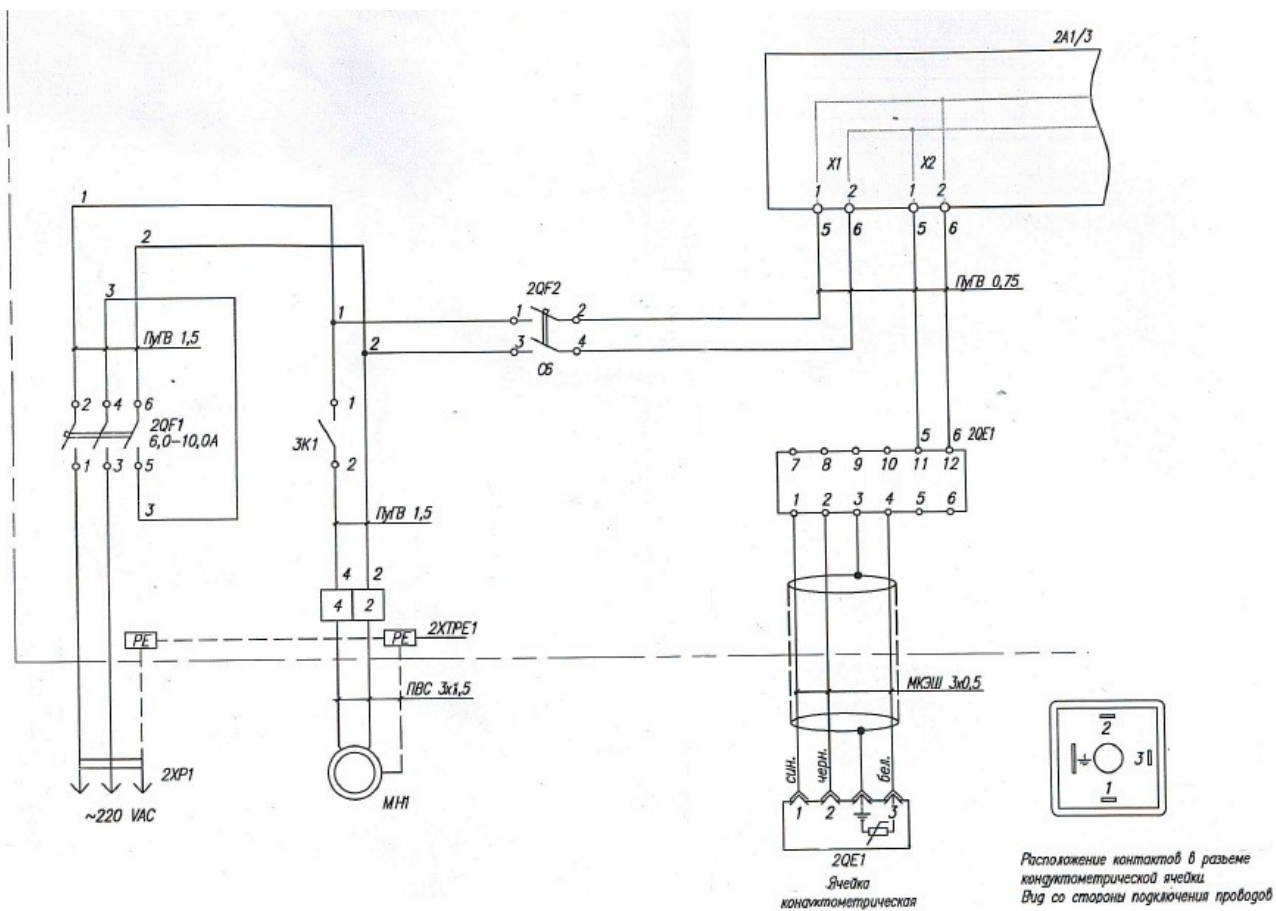 2A1/3
X1 X2
1 2 1 2
5 6 5 6
ПуГВ 0,75
1
2
3
ПуГВ 1,5
2 4 6
2QF1
6,0-10,0А
1 3 5
3
1
2
2QF2
1 2
3 4
C6
1
3К1
2
ПуГВ 1,5
4 2
4 2
5 6 2QE1
7 8 9 10 11 12
1 2 3 4 5 6
PE
PE
2XTPE1
ПВС 3х1,5
МКЭШ 3х0,5
2XP1
~220 VAC
МН1
син. черн. бел.
1 2 3
2QE1
Ячейка
кондуктометрическая
2
3
1
Расположение контактов в разъеме
кондуктометрической ячейки.
Вид со стороны подключения проводов